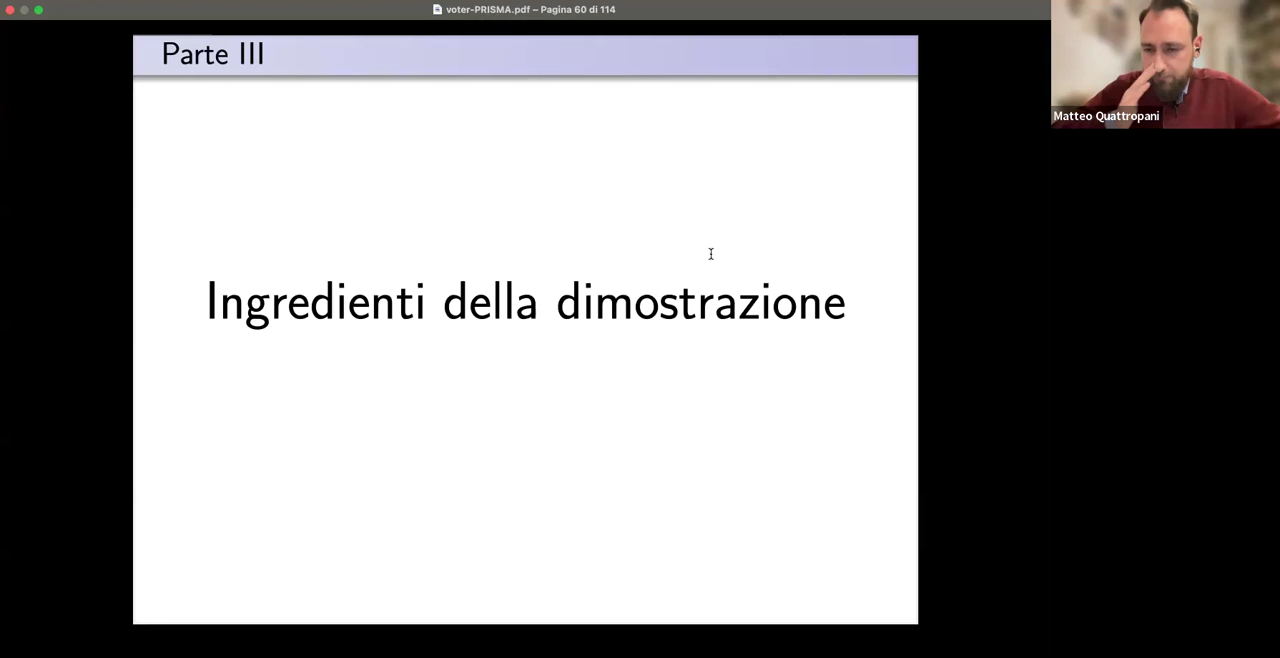 voter-PRISMA.pdf – Pagina 60 di 114
Parte III
Matteo Quattropani
Ingredienti della dimostrazione